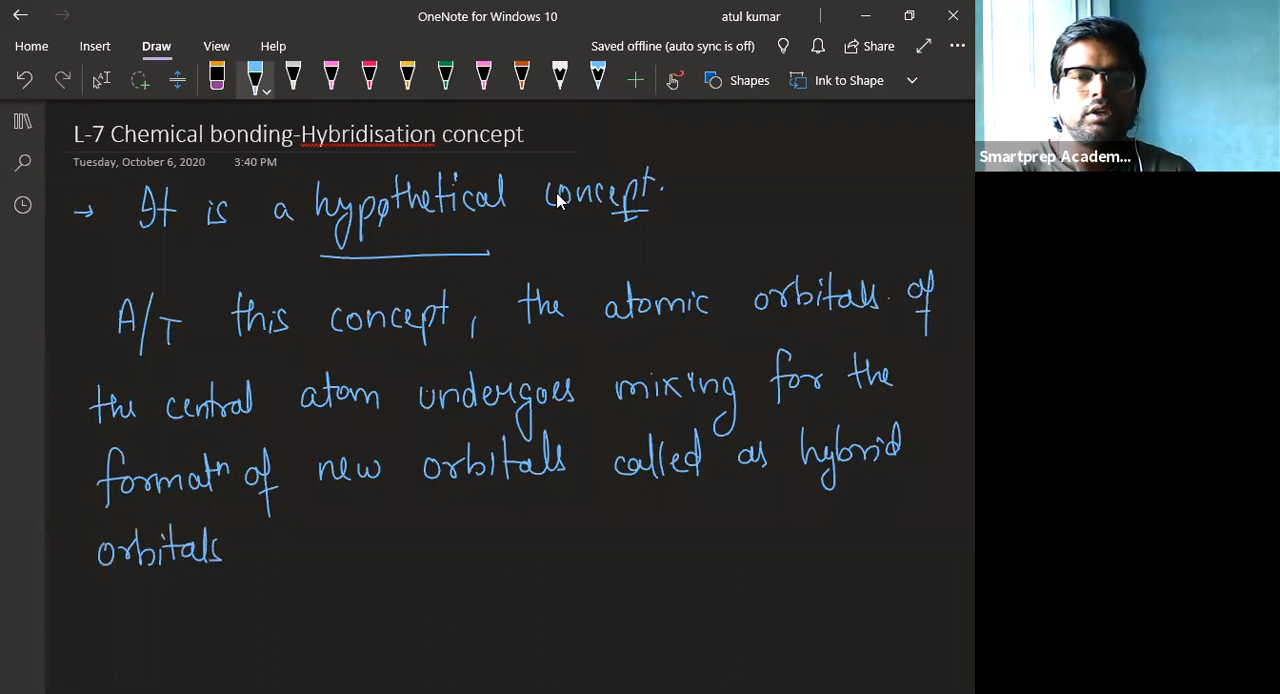 OneNote for Windows 10
atul kumar
Home Insert Draw View Help
Saved offline (auto sync is off)
Share
Shapes
Ink to Shape
L-7 Chemical bonding-Hybridisation concept
Tuesday, October 6, 2020 3:40 PM
→ It is a hypothetical concept.
A/T this concept, the atomic orbitals of
the central atom undergoes mixing for the
formatn of new orbitals called as hybrid
orbitals
Smartprep Academ...